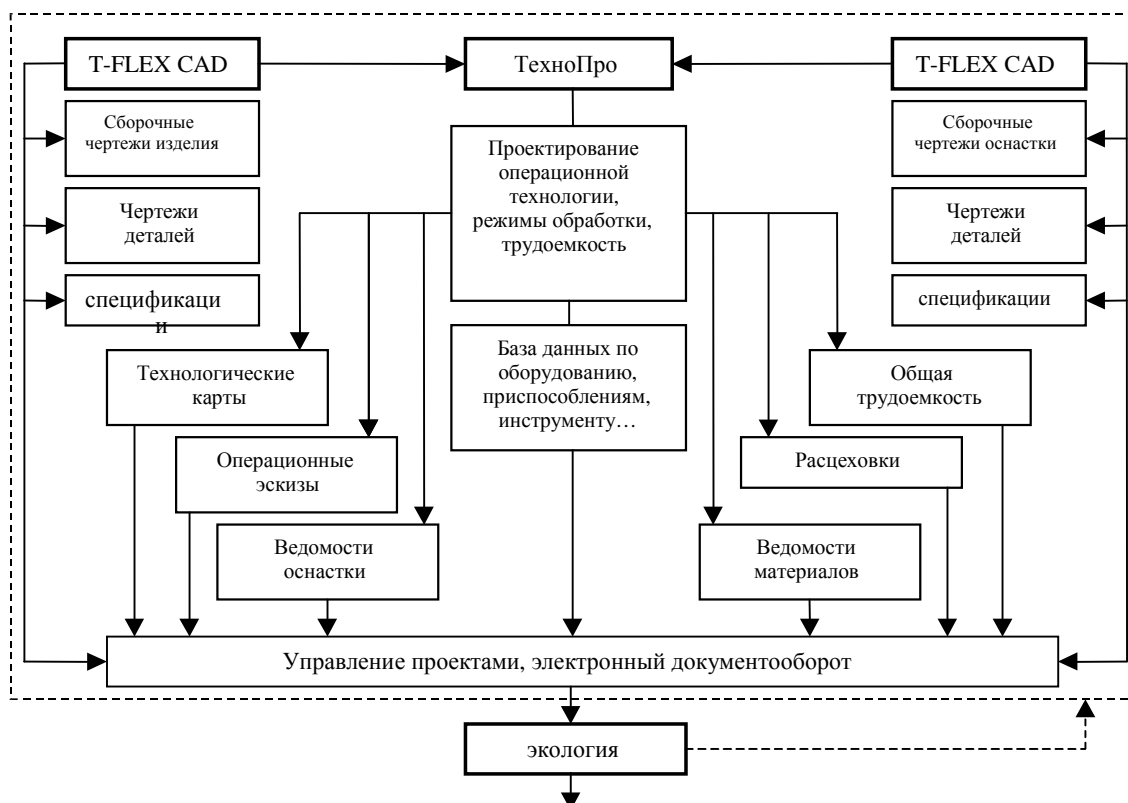 T-FLEX CAD
ТехноПро
T-FLEX CAD
Сборочные
чертежи изделия
Сборочные
чертежи оснастки
Проектирование
операционной
технологии,
режимы обработки,
трудоемкость
Чертежи
деталей
Чертежи
деталей
спецификаци
и
спецификации
Технологические
карты
База данных по
оборудованию,
приспособлениям,
инструменту…
Общая
трудоемкость
Операционные
эскизы
Расцеховки
Ведомости
оснастки
Ведомости
материалов
Управление проектами, электронный документооборот
экология